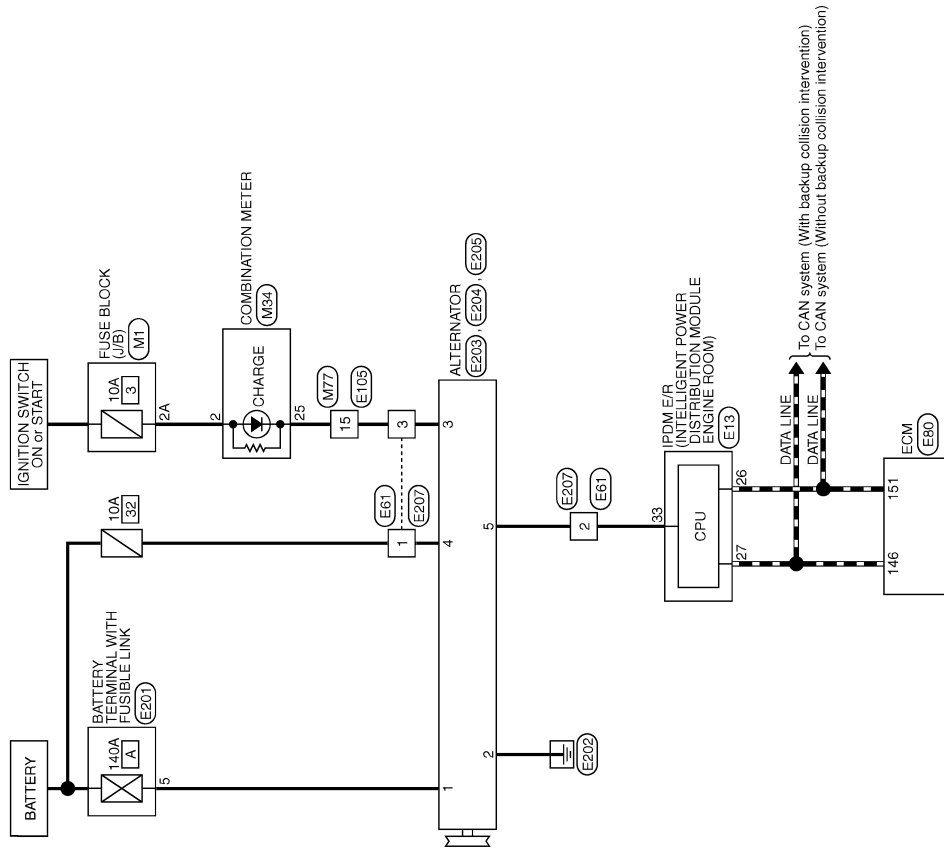 BATTERY
IGNITION SWITCH
ON or START
BATTERY
TERMINAL WITH
FUSIBLE LINK
E201
140A
A
5
10A
32
FUSE BLOCK
(J/B)
M1
10A
3
2A
COMBINATION METER
M34
2
CHARGE
25
M77
15
E105
E61
1
E207
3
ALTERNATOR
E203 , E204 , E205
1
4
3
2
5
E202
E207
2
E61
IPDM E/R
(INTELLIGENT POWER
DISTRIBUTION MODULE
ENGINE ROOM)
E13
33
CPU
27
26
DATA LINE
DATA LINE
To CAN system (With backup collision intervention)
To CAN system (Without backup collision intervention)
146
151
ECM
E80